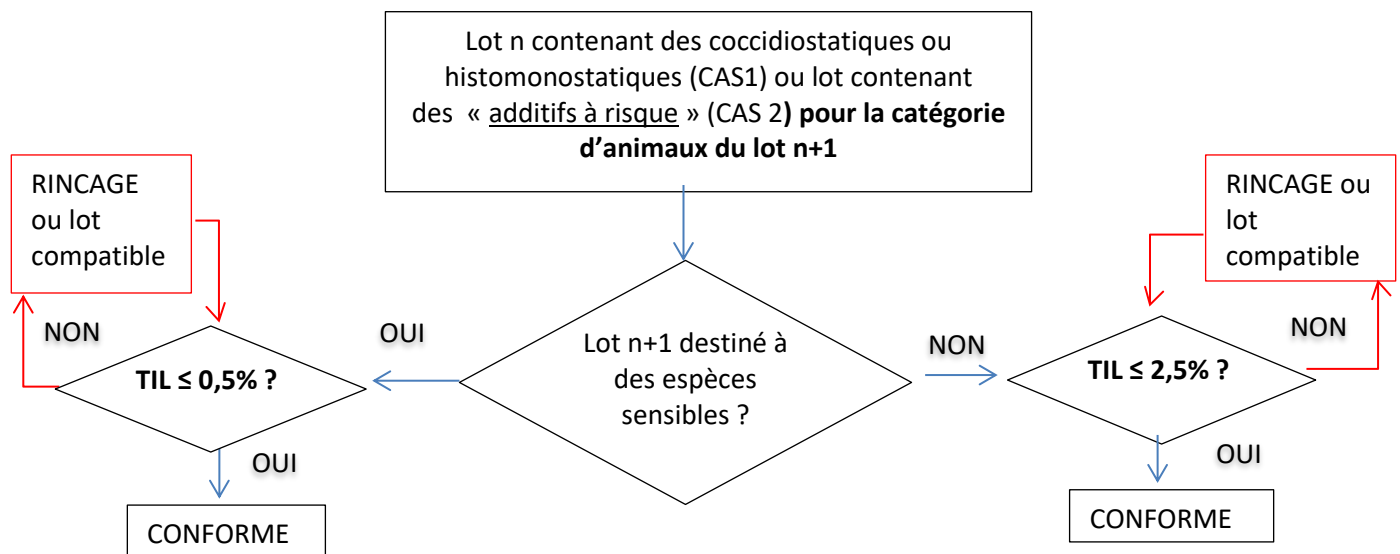 Lot n contenant des coccidiostatiques ou
histomonostatiques (CAS1) ou lot contenant
des « additifs à risque » (CAS 2) pour la catégorie
d’animaux du lot n+1
RINCAGE
ou lot
compatible
RINCAGE ou
lot
compatible
NON
OUI
Lot n+1 destiné à
des espèces
sensibles ?
NON
NON
TIL ≤ 0,5% ?
TIL ≤ 2,5% ?
OUI
OUI
CONFORME
CONFORME